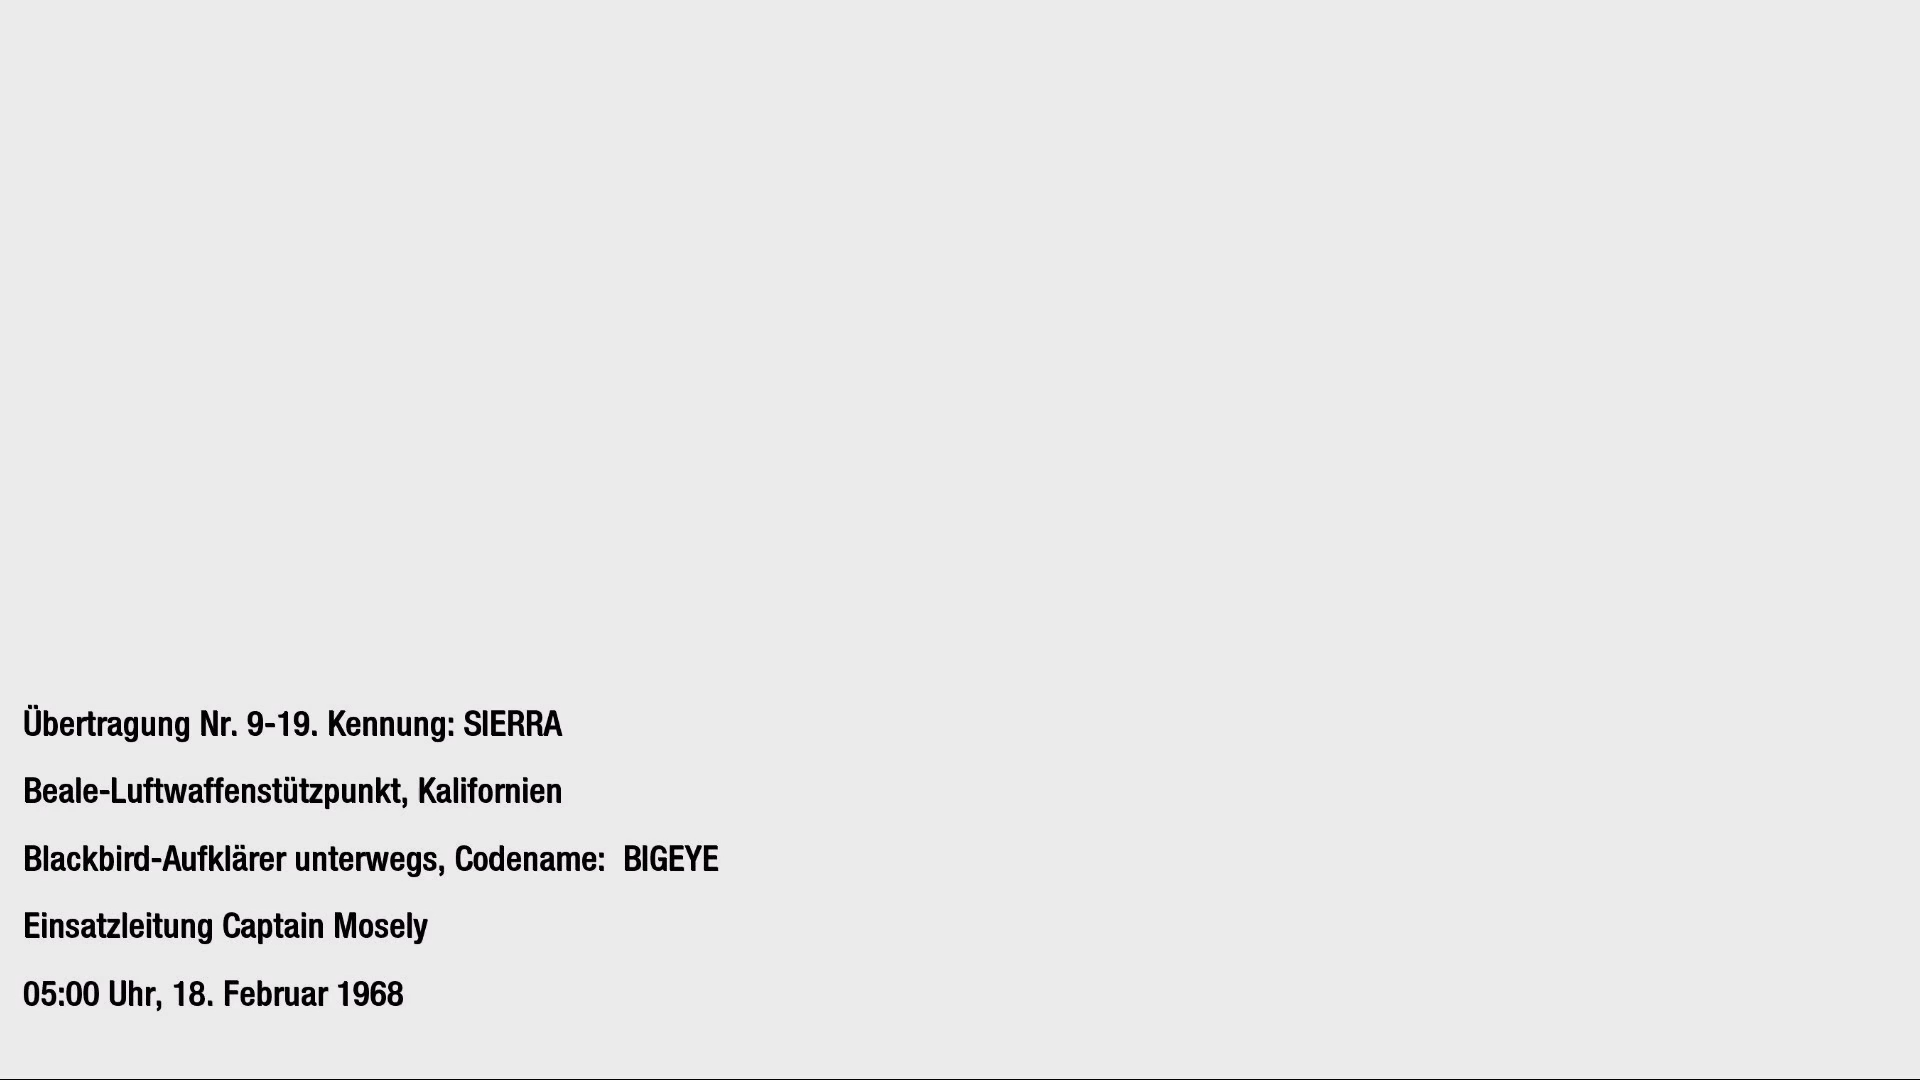 Übertragung Nr. 9-19. Kennung: SIERRA
Beale-Luftwaffenstützpunkt, Kalifornien
Blackbird-Aufklärer unterwegs, Codename:  BIGEYE
Einsatzleitung Captain Mosely
05:00 Uhr, 18. Februar 1968